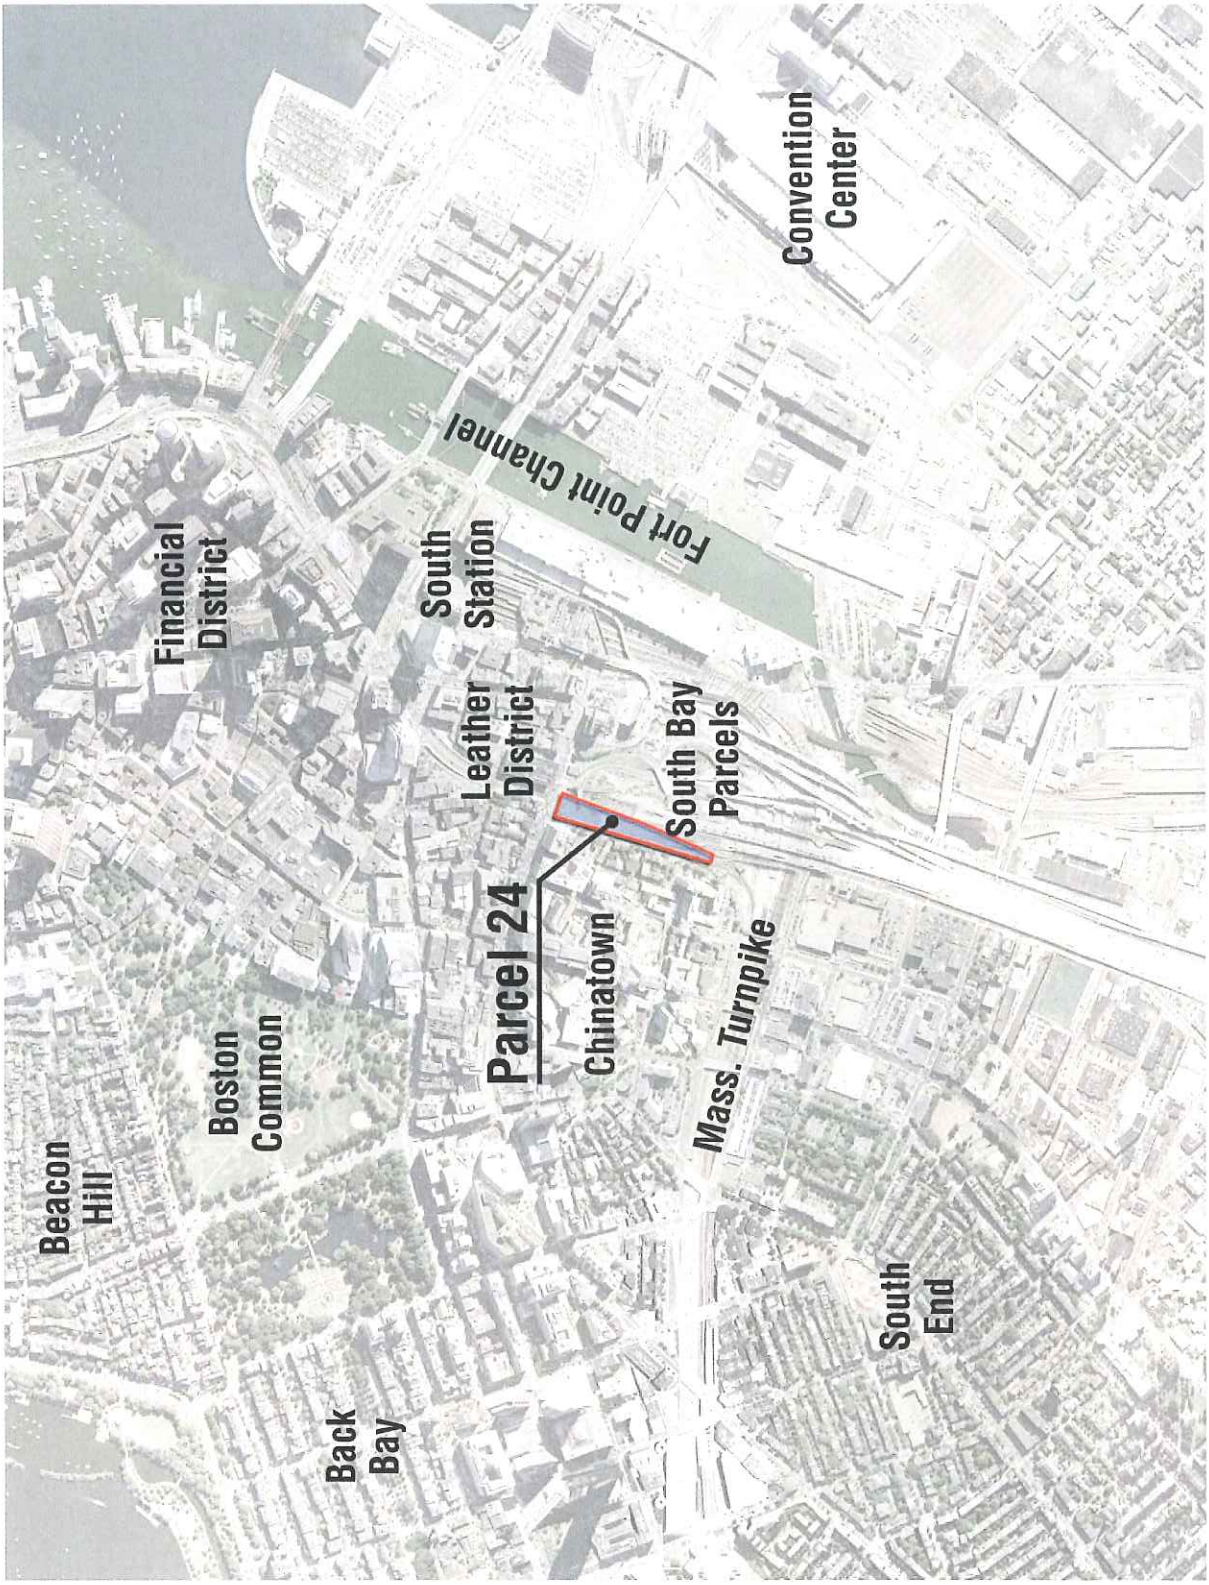 Beacon
Hill
Financial
District
Boston
Common
Back
Bay
South
Station
Leather
District
Parcel 24
Fort Point Channel
Chinatown
South Bay
Parcels
Mass. Turnpike
Convention
Center
South
End